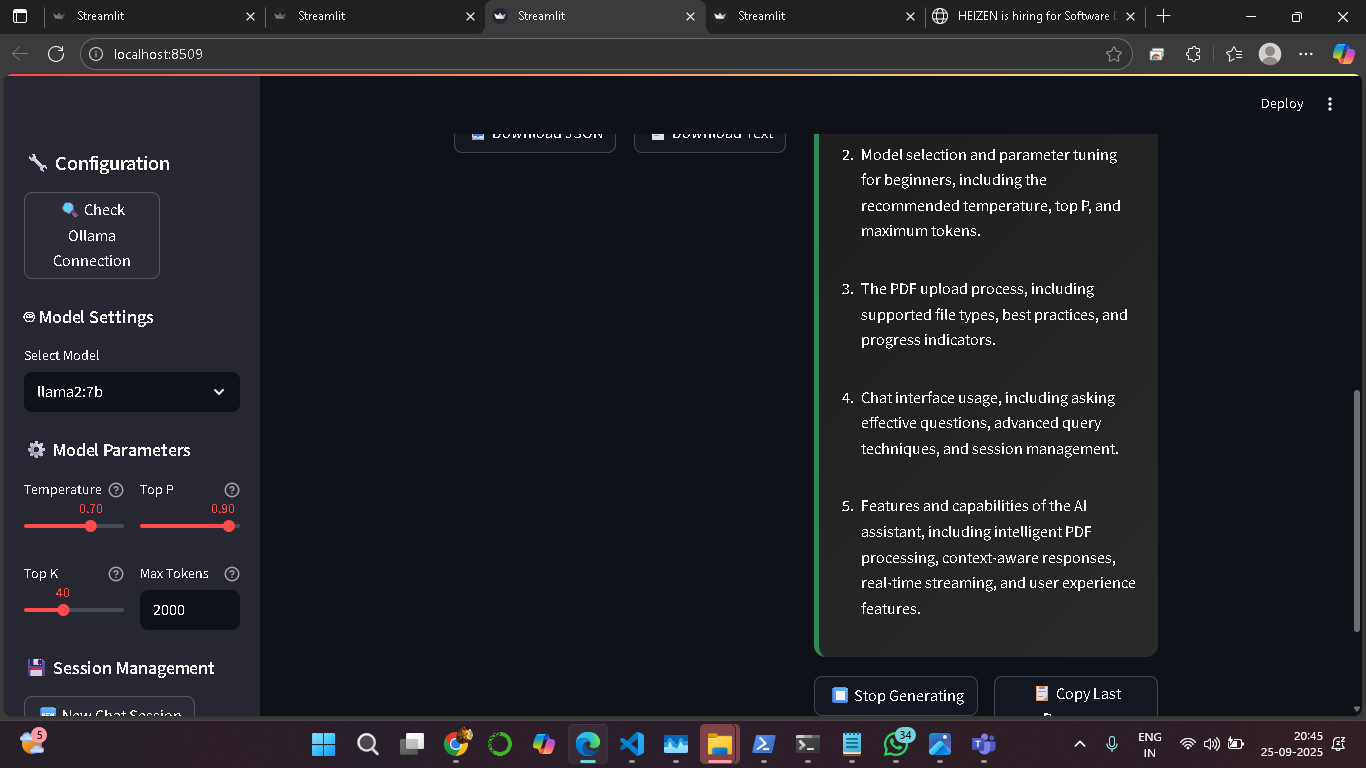 Streamlit
Streamlit
Streamlit
Streamlit
HEIZEN is hiring for Software
localhost:8509
Deploy
Configuration
Check
Ollama
Connection
Model Settings
Select Model
llama2:7b
Model Parameters
Temperature
Top P
0.70
0.90
Top K
Max Tokens
40
2000
Session Management
New Chat Session
Download JSON
Download Text
2. Model selection and parameter tuning
for beginners, including the
recommended temperature, top P, and
maximum tokens.
3. The PDF upload process, including
supported file types, best practices, and
progress indicators.
4. Chat interface usage, including asking
effective questions, advanced query
techniques, and session management.
5. Features and capabilities of the AI
assistant, including intelligent PDF
processing, context-aware responses,
real-time streaming, and user experience
features.
Stop Generating
Copy Last
5
34
ENG
IN
20:45
25-09-2025